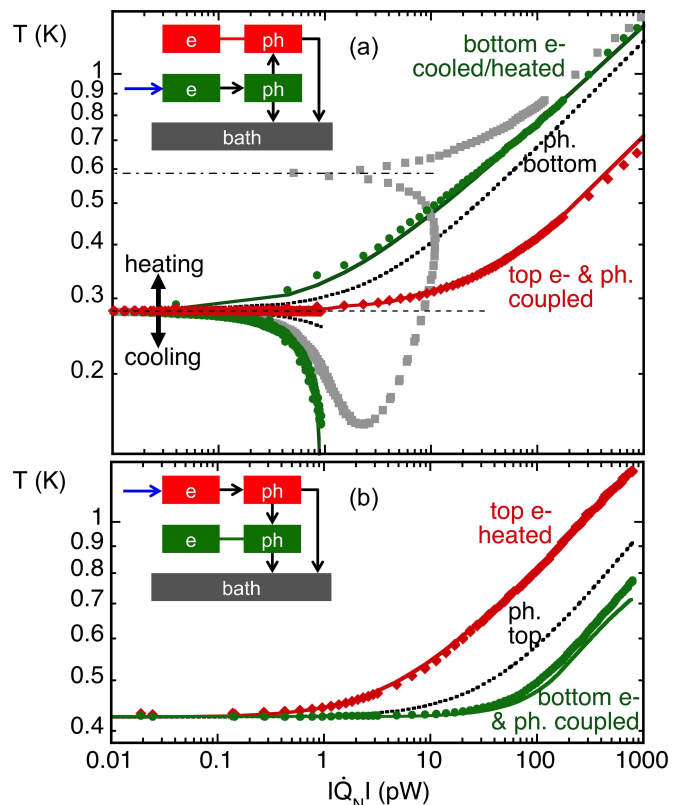 T (K)
(a)
e
ph
e
ph
bath
bottom e-
cooled/heated
ph.
bottom
top e- & ph.
coupled
heating
cooling
1
0.9
0.8
0.7
0.6
0.5
0.4
0.3
0.2
T (K)
(b)
e
ph
e
ph
bath
top e-
heated
ph.
top
bottom e-
& ph. coupled
1
0.9
0.8
0.7
0.6
0.5
0.4
0.01
0.1
1
10
100
1000
|Q̇N| (pW)